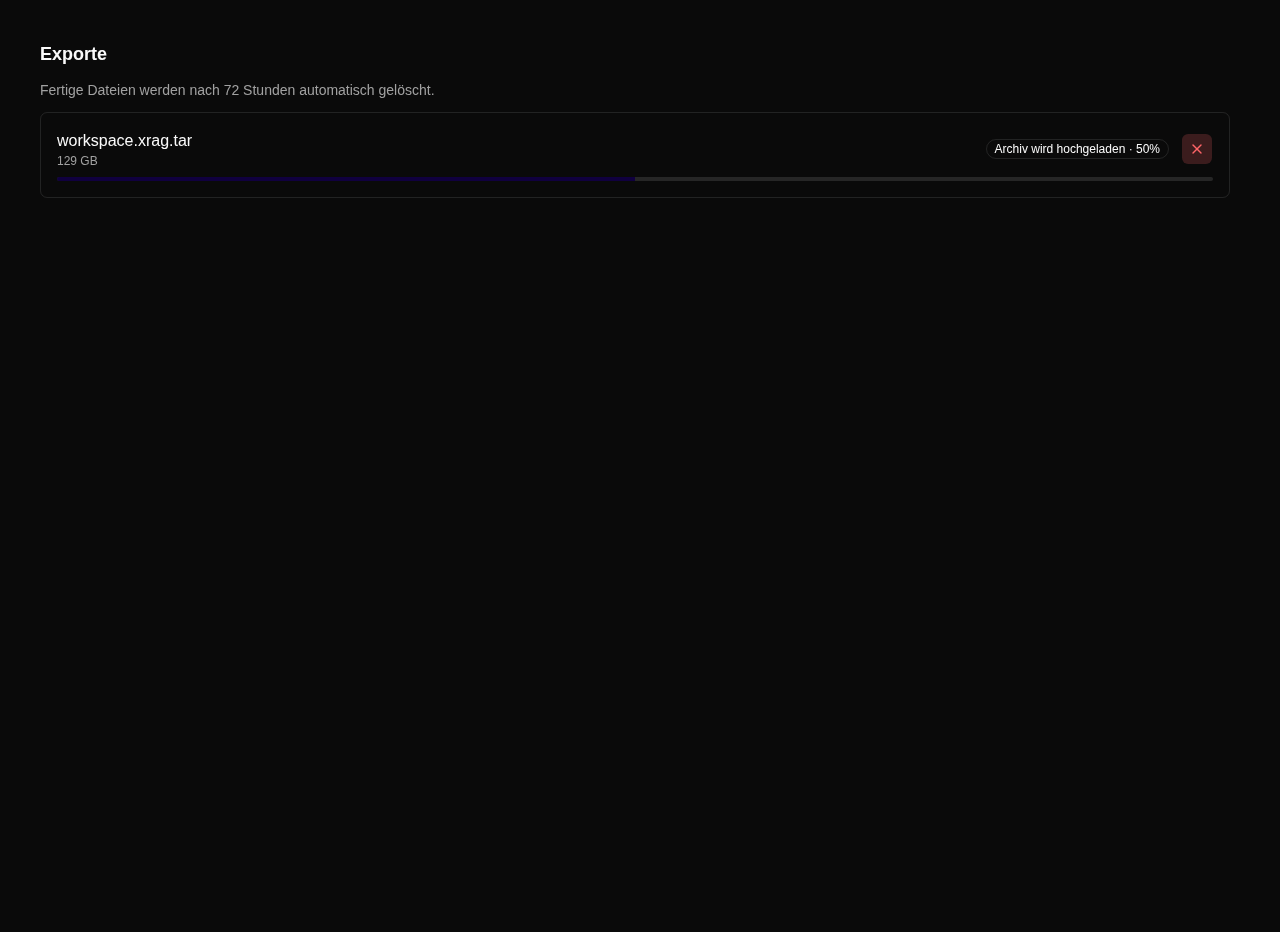 Exporte
Fertige Dateien werden nach 72 Stunden automatisch gelöscht.
workspace.xrag.tar
129 GB
Archiv wird hochgeladen · 50%